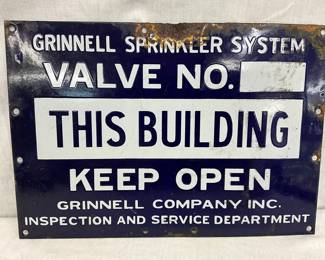 GRINNELL SPRINKLER SYSTEM
VALVE NO.
THIS BUILDING
KEEP OPEN
GRINNELL COMPANY INC.
INSPECTION AND SERVICE DEPARTMENT